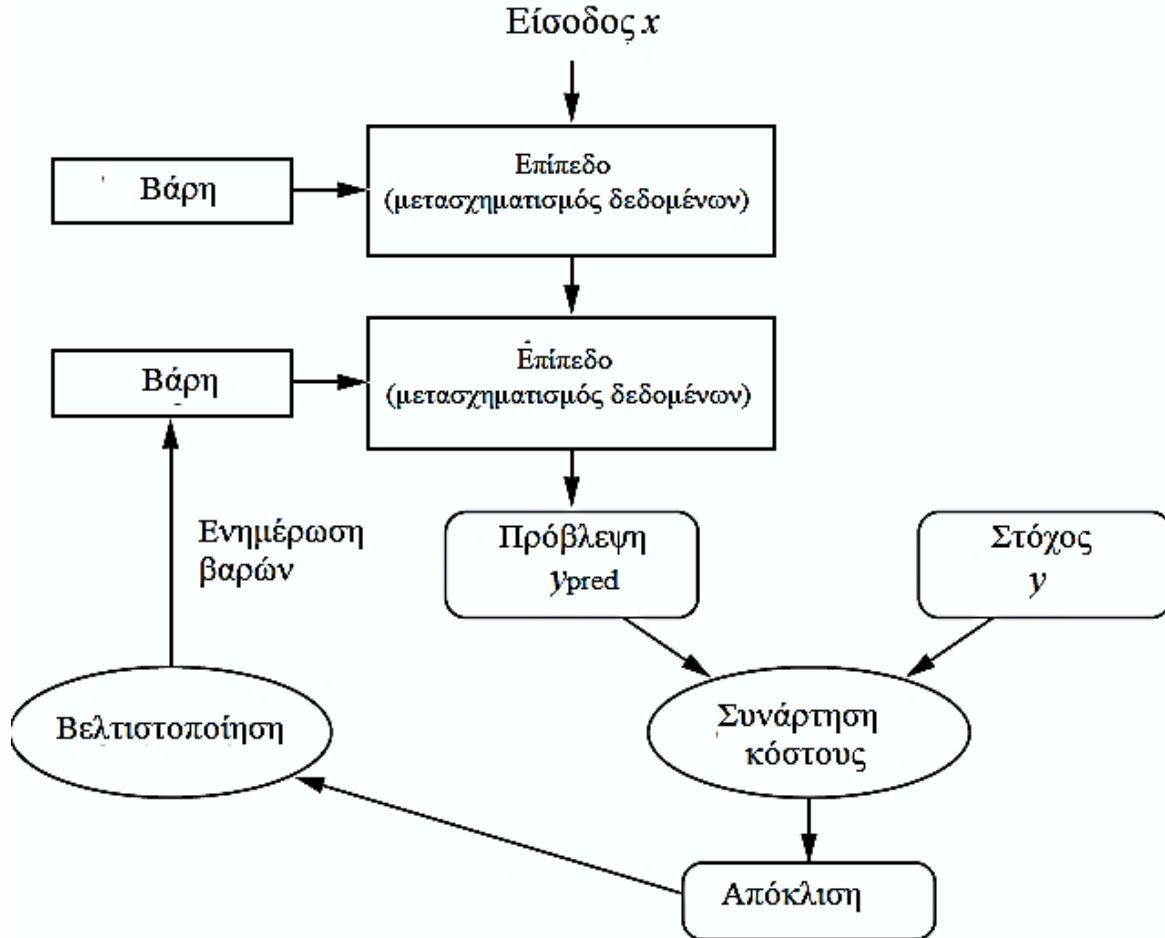 Είσοδος x
Βάρη
Επίπεδο
(μετασχηματισμός δεδομένων)
Βάρη
Επίπεδο
(μετασχηματισμός δεδομένων)
Ενημέρωση
βαρών
Πρόβλεψη
ypred
Στόχος
y
Βελτιστοποίηση
Συνάρτηση
κόστους
Απόκλιση